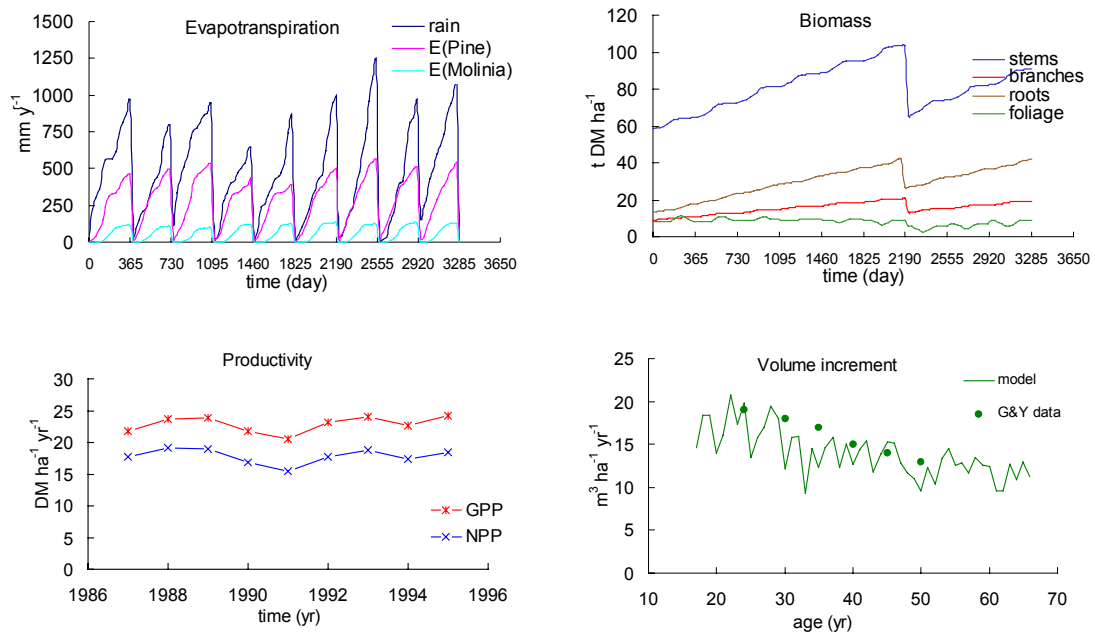 Evapotranspiration
rain
E(Pine)
E(Molinia)
mm y-1
1500
1250
1000
750
500
250
0
0 365 730 1095 1460 1825 2190 2555 2920 3285 3650
time (day)
Biomass
stems
branches
roots
foliage
t DM ha-1
120
100
80
60
40
20
0
0 365 730 1095 1460 1825 2190 2555 2920 3285 3650
time (day)
Productivity
DM ha-1 yr-1
30
25
20
15
10
5
0
GPP
NPP
1986 1988 1990 1992 1994 1996
time (yr)
Volume increment
model
G&Y data
m3 ha-1 yr-1
25
20
15
10
5
0
10 20 30 40 50 60 70
age (yr)